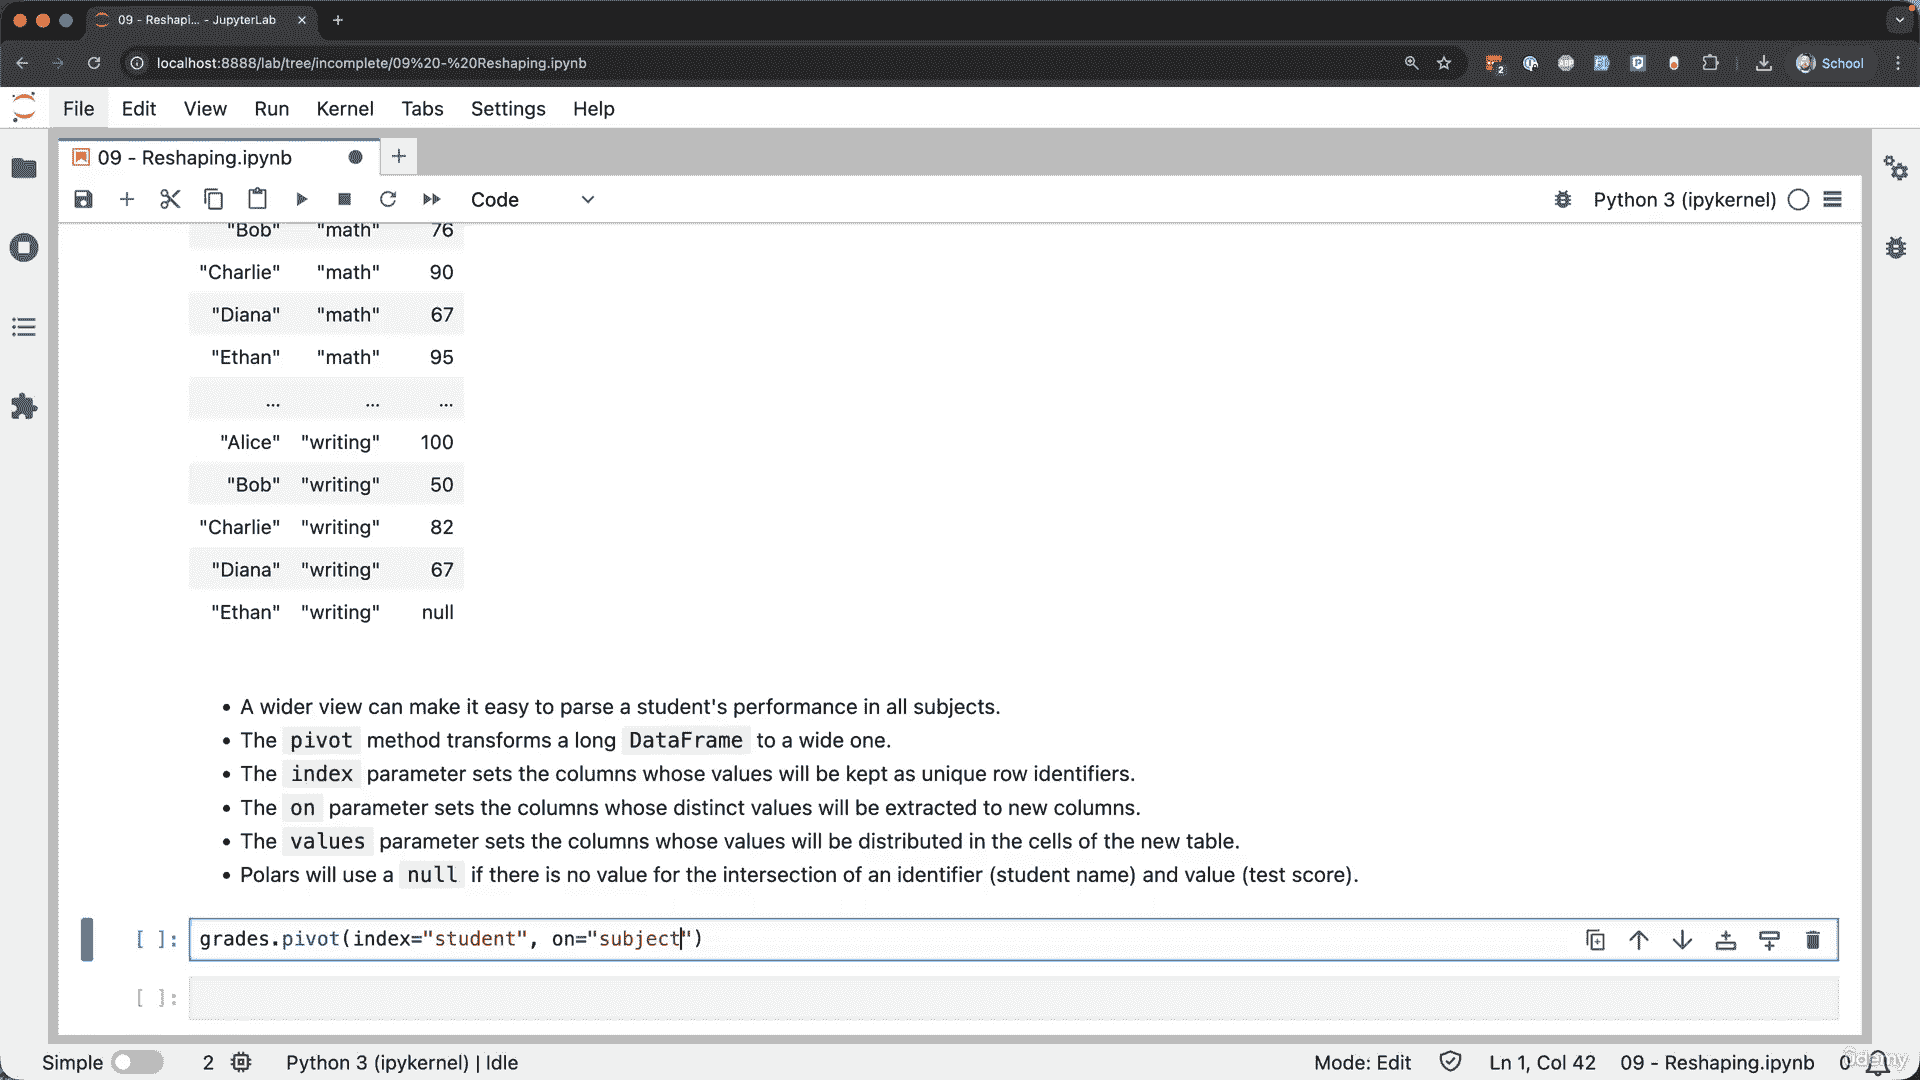 09 - Reshapi... - JupyterLab
localhost:8888/lab/tree/incomplete/09%20-%20Reshaping.ipynb
2
ABP
School
File Edit View Run Kernel Tabs Settings Help
09 - Reshaping.ipynb
Code
Python 3 (ipykernel)
"Bob" "math" 76
"Charlie" "math" 90
"Diana" "math" 67
"Ethan" "math" 95
... ... ...
"Alice" "writing" 100
"Bob" "writing" 50
"Charlie" "writing" 82
"Diana" "writing" 67
"Ethan" "writing" null
• A wider view can make it easy to parse a student's performance in all subjects.
• The pivot method transforms a long DataFrame to a wide one.
• The index parameter sets the columns whose values will be kept as unique row identifiers.
• The on parameter sets the columns whose distinct values will be extracted to new columns.
• The values parameter sets the columns whose values will be distributed in the cells of the new table.
• Polars will use a null if there is no value for the intersection of an identifier (student name) and value (test score).
[ ]: grades.pivot(index="student", on="subject")
[ ]:
Simple 2 Python 3 (ipykernel) | Idle Mode: Edit Ln 1, Col 42 09 - Reshaping.ipynb 0
udemy